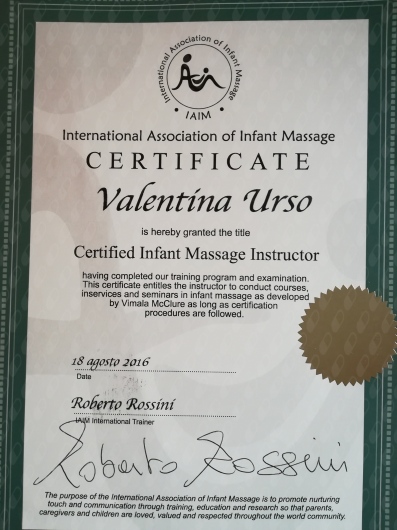 International Association of Infant Massage
IAIM
International Association of Infant Massage
CERTIFICATE
Valentina Urso
is hereby granted the title
Certified Infant Massage Instructor
having completed our training program and examination.
This certificate entitles the instructor to conduct courses,
inservices and seminars in infant massage as developed
by Vimala McClure as long as certification
procedures are followed.
18 agosto 2016
Date
Roberto Rossini
IAIM International Trainer
Roberto Rossini
The purpose of the International Association of Infant Massage is to promote nurturing
touch and communication through training, education and research so that parents,
caregivers and children are loved, valued and respected throughout the world community.